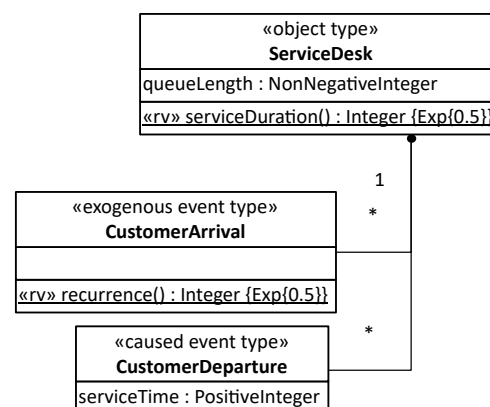 «object type»
ServiceDesk
queueLength : NonNegativeInteger
«rv» serviceDuration() : Integer {Exp{0.5}}
1
«exogenous event type»
CustomerArrival
*
«rv» recurrence() : Integer {Exp{0.5}}
*
«caused event type»
CustomerDeparture
serviceTime : PositiveInteger